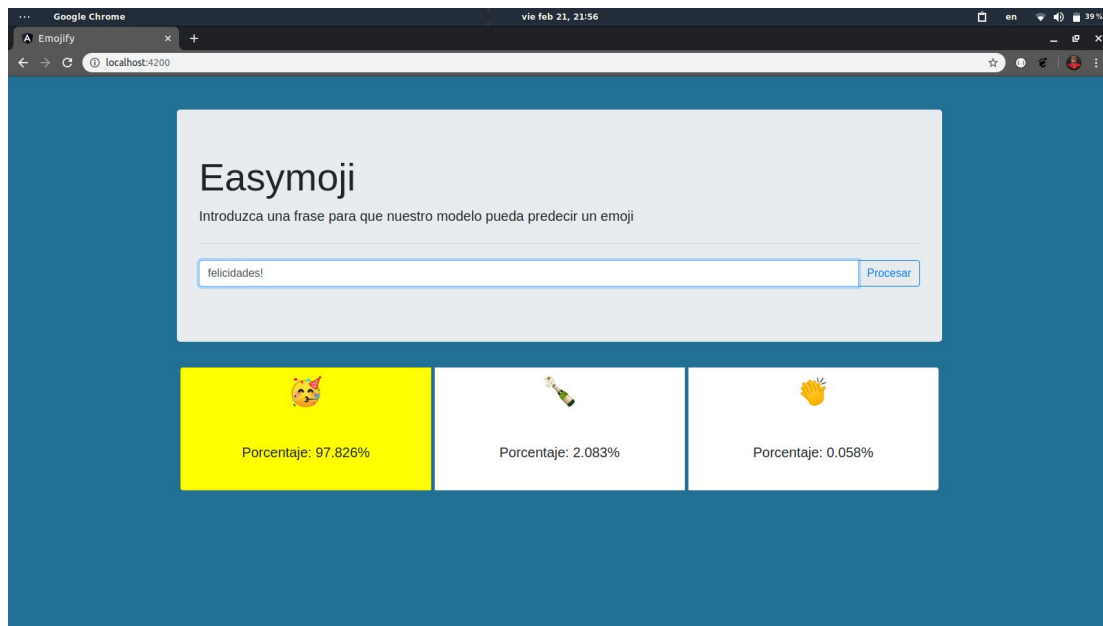 ... Google Chrome vie feb 21, 21:56 en 39%
Emojify × +
localhost:4200
Easymoji
Introduzca una frase para que nuestro modelo pueda predecir un emoji
felicidades! Procesar
Porcentaje: 97.826% Porcentaje: 2.083% Porcentaje: 0.058%